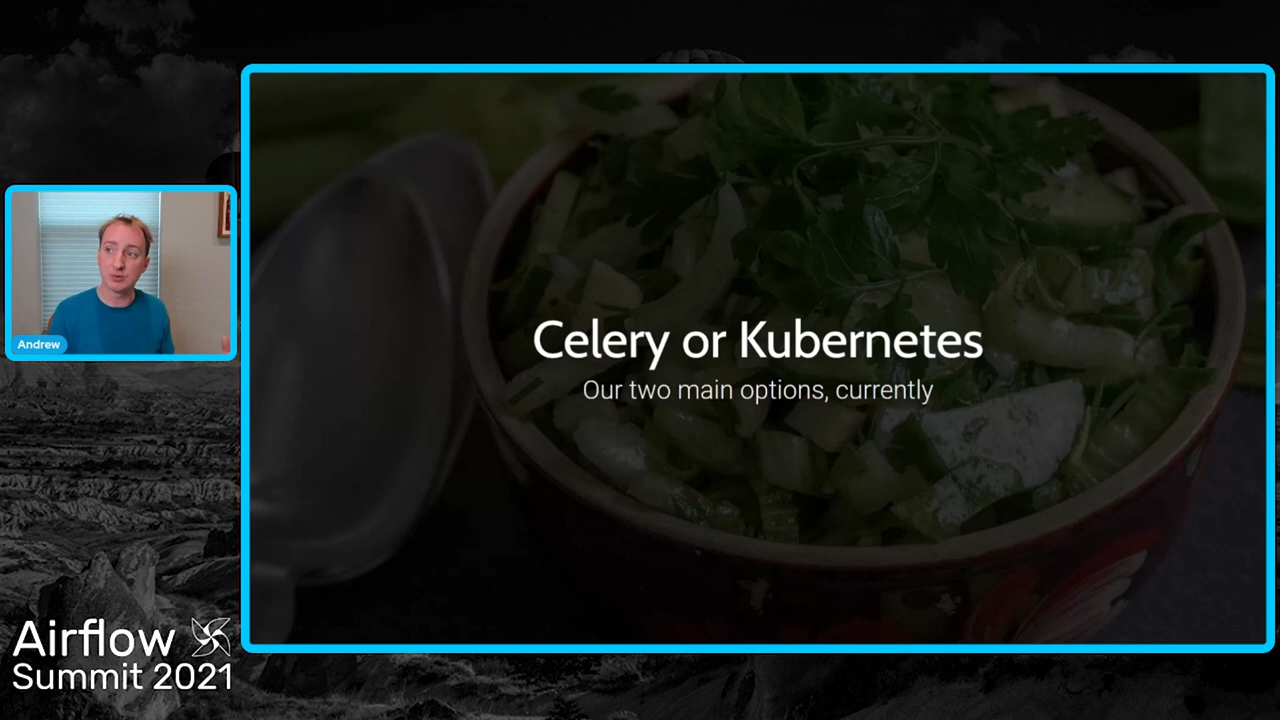 Celery or Kubernetes
Our two main options, currently
Andrew
Airflow
Summit 2021